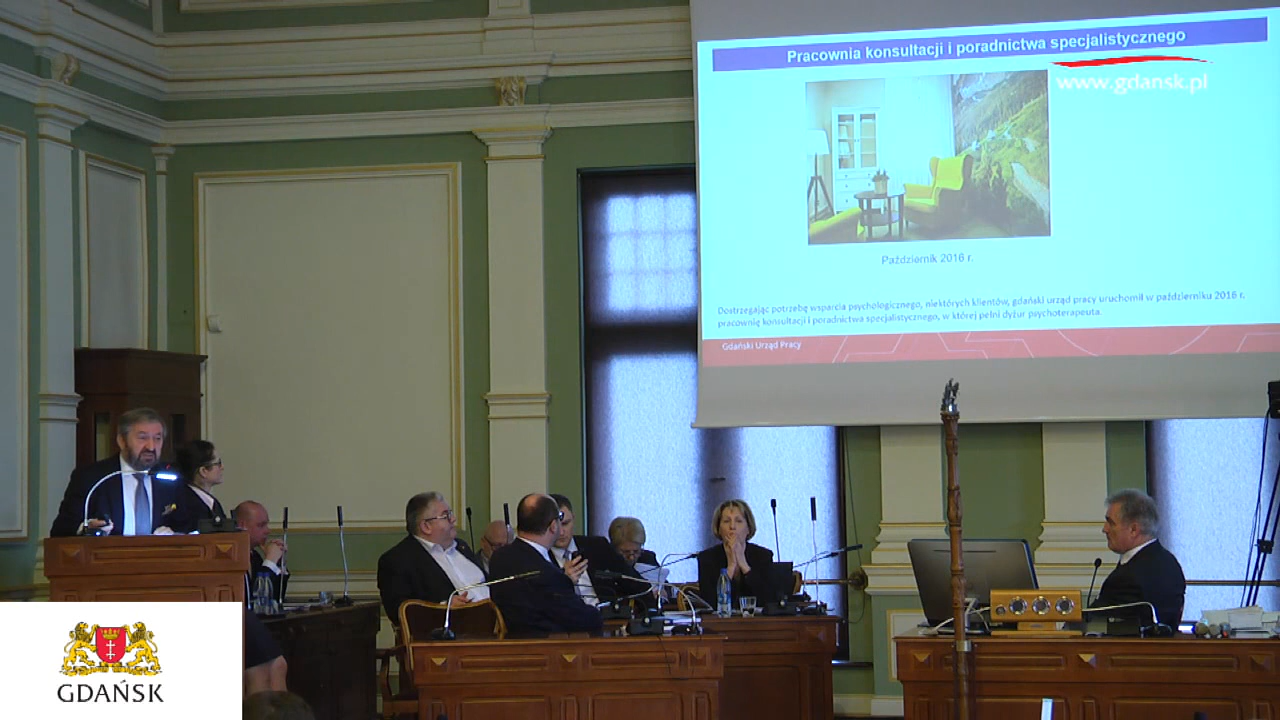 Pracownia konsultacji i poradnictwa specjalistycznego
www.gdansk.pl
Październik 2016 r.
Dostrzegając potrzebę wsparcia psychologicznego, niektórych klientów, gdański urząd pracy uruchomił w październiku 2016 r.
pracownię konsultacji i poradnictwa specjalistycznego, w której pełni dyżur psychoterapeuta.
Gdański Urząd Pracy
GDAŃSK